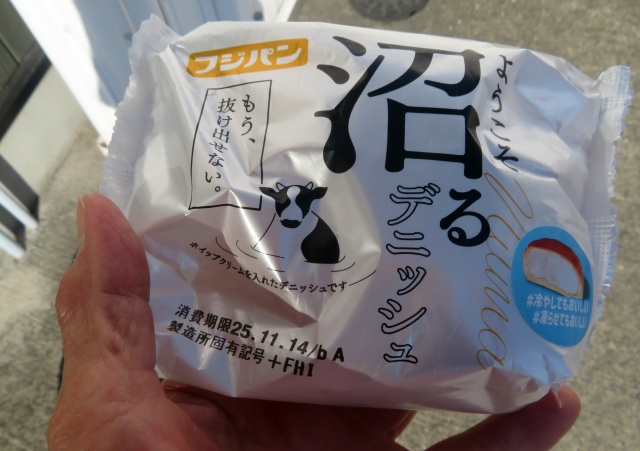 フジパン
ようこそ
沼る
デニッシュ
Numa
もう、
抜け出せない。
ホイップクリームを入れたデニッシュです
#冷やしてもおいしい
#凍らせてもおいしい
消費期限25.11.14/b A
製造所固有記号+FHI